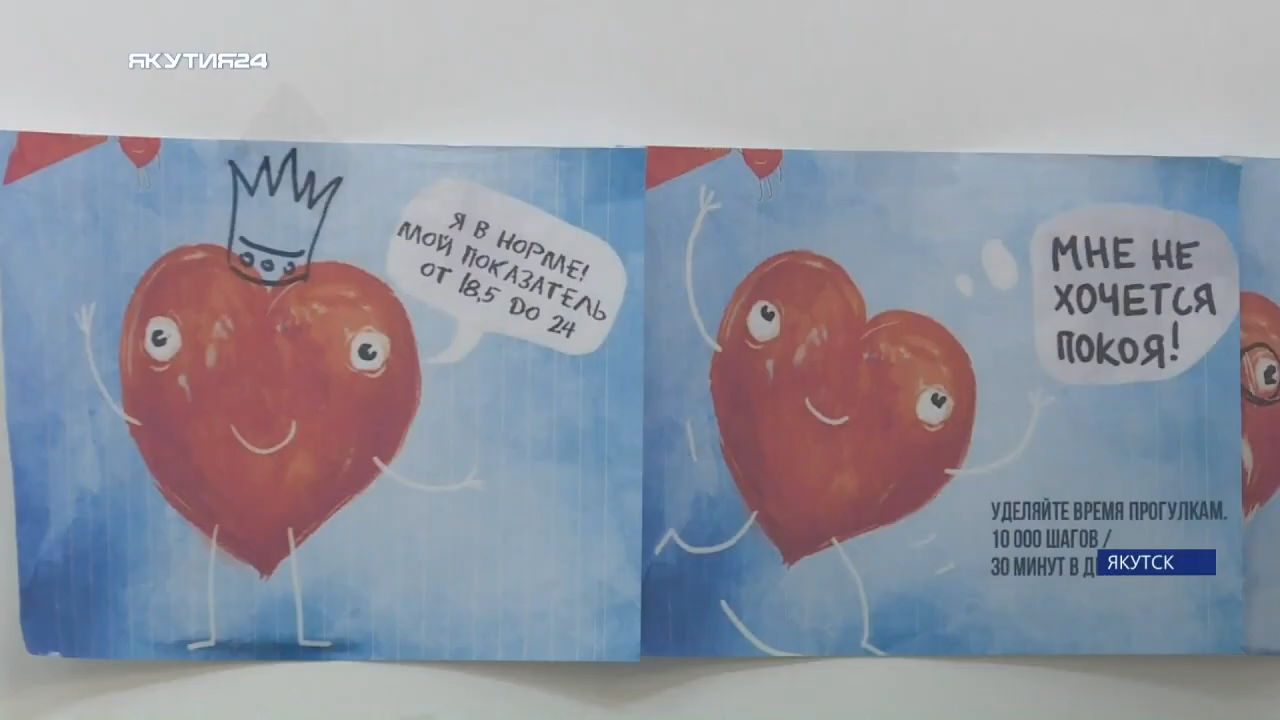 ЯКУТИЯ24
Я В НОРМЕ!
МОЙ ПОКАЗАТЕЛЬ
ОТ 18,5 ДО 24
МНЕ НЕ
ХОЧЕТСЯ
ПОКОЯ!
УДЕЛЯЙТЕ ВРЕМЯ ПРОГУЛКАМ.
10 000 ШАГОВ /
30 МИНУТ В
ЯКУТСК